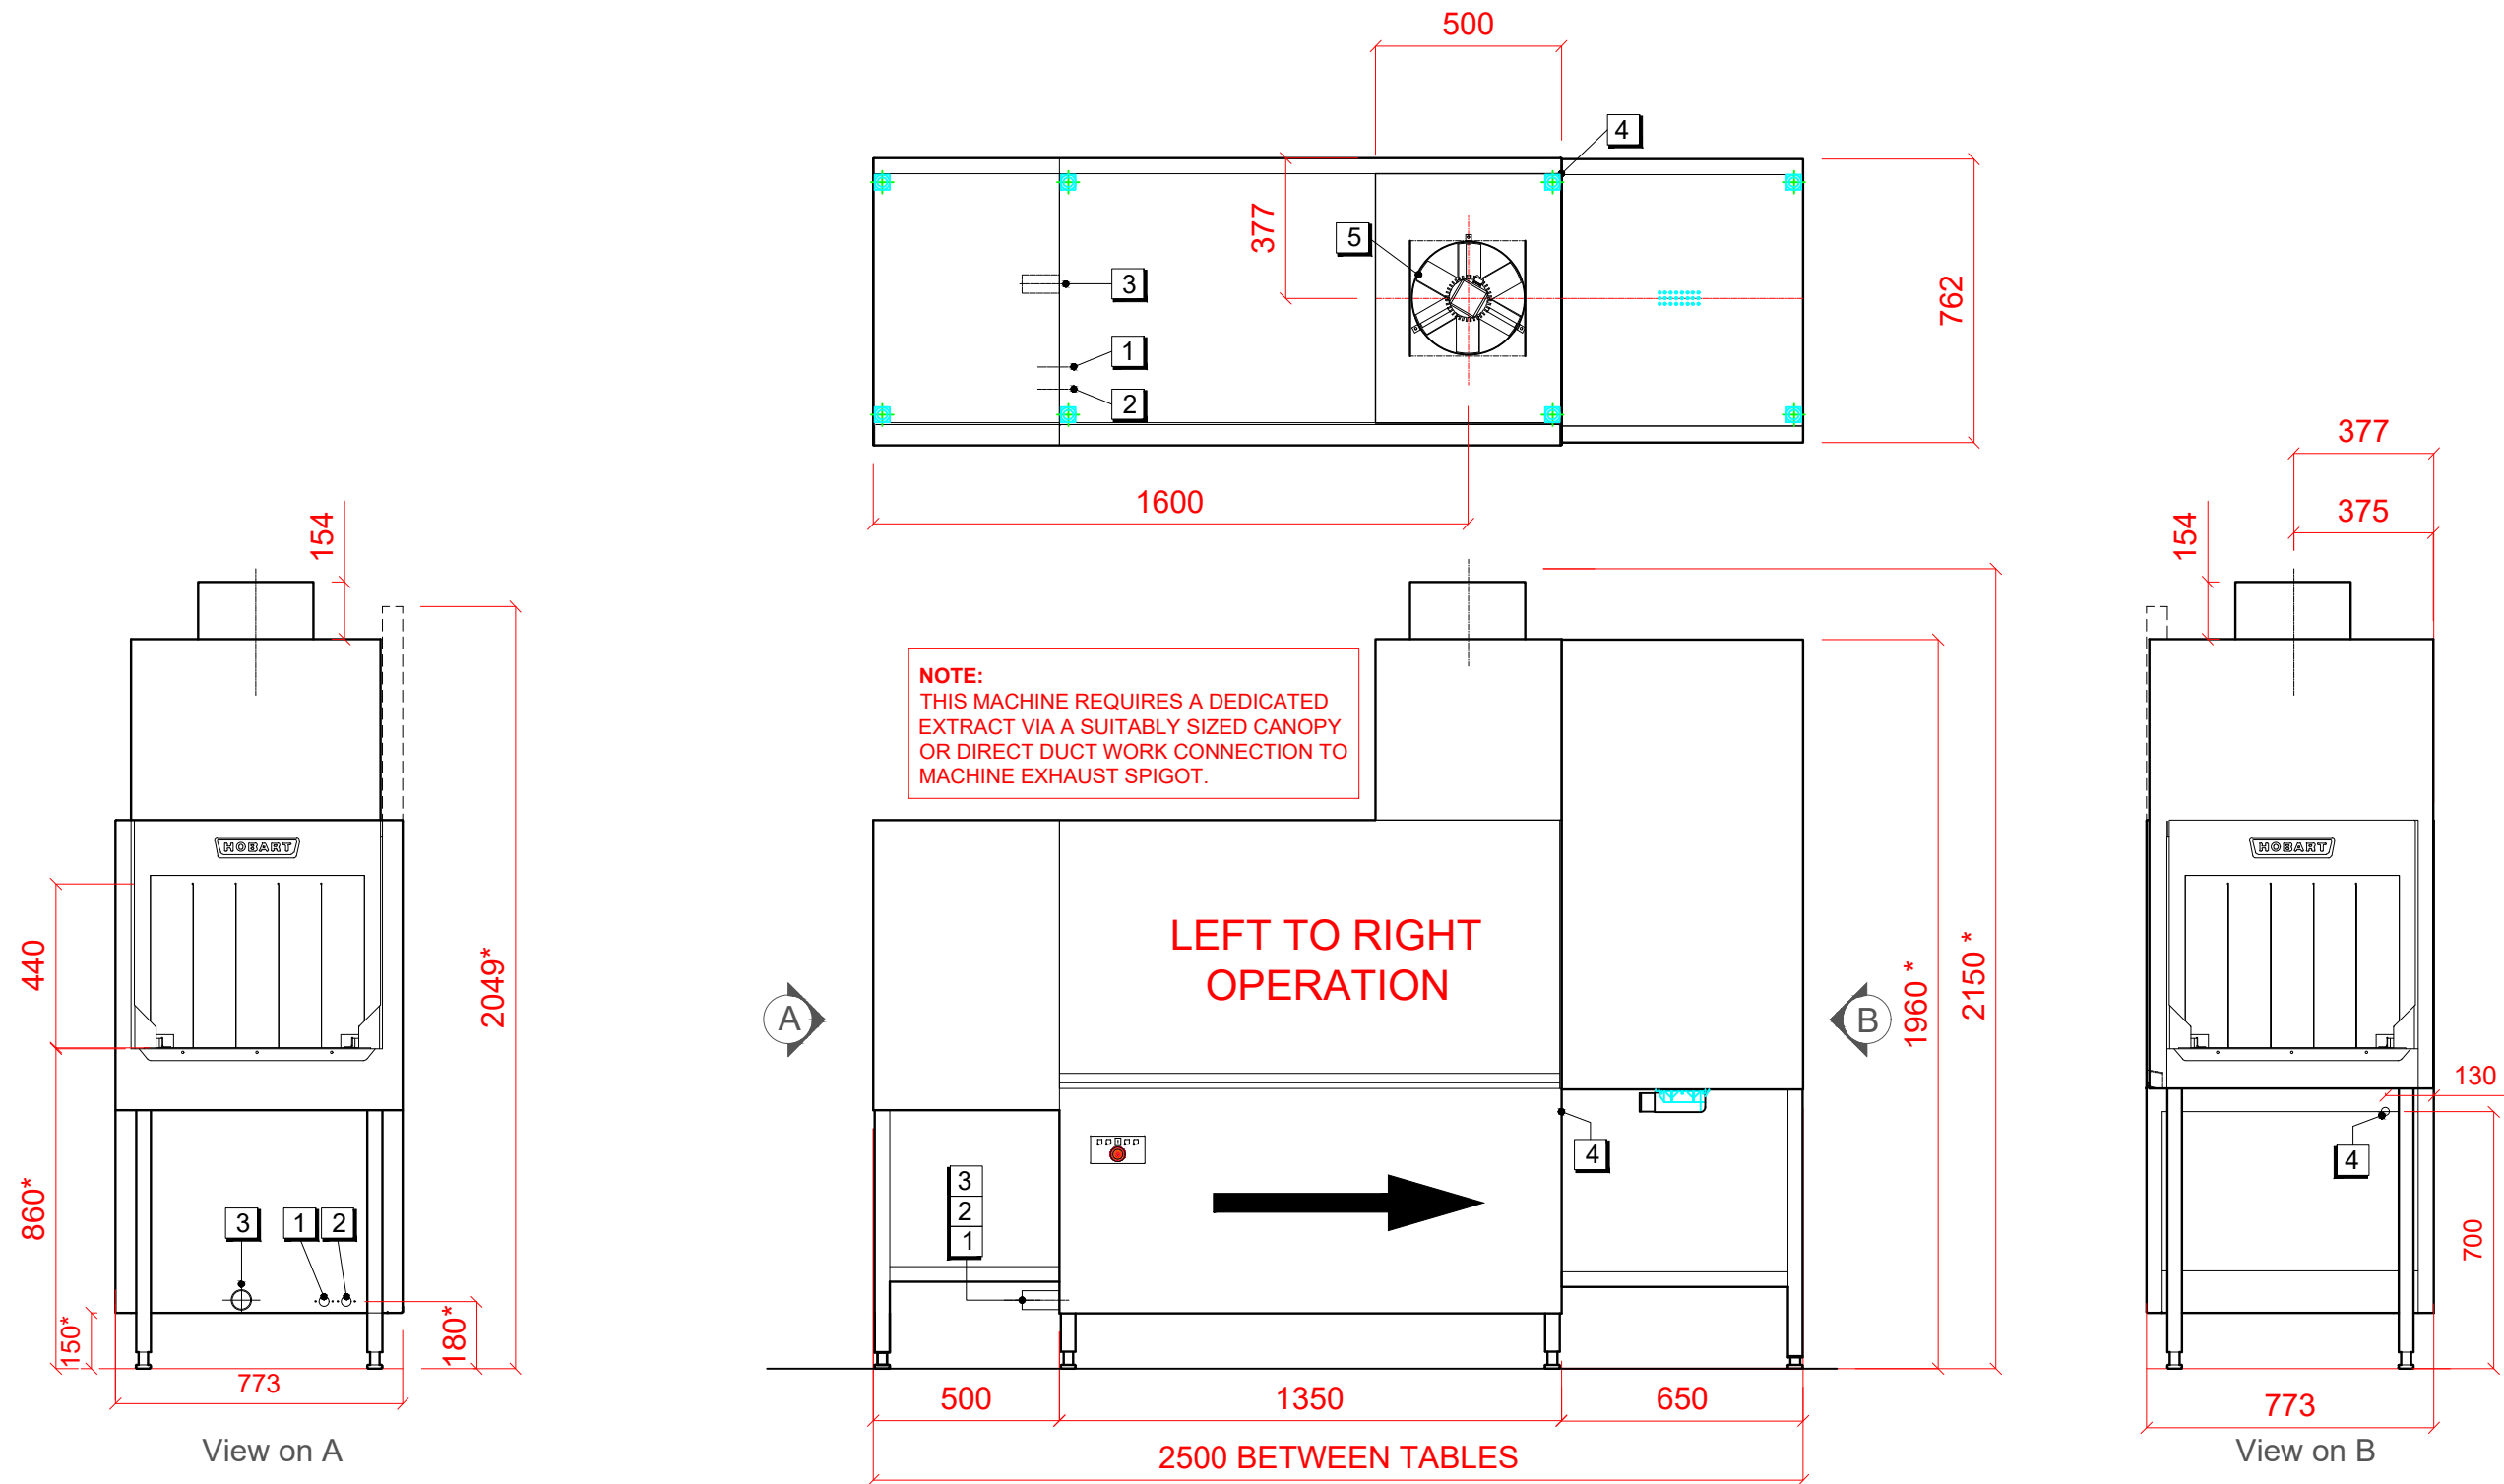 500
4
377
5
3
1
2
762
1600
377
375
154
154
NOTE:
THIS MACHINE REQUIRES A DEDICATED
EXTRACT VIA A SUITABLY SIZED CANOPY
OR DIRECT DUCT WORK CONNECTION TO
MACHINE EXHAUST SPIGOT.
HOBART
HOBART
LEFT TO RIGHT
OPERATION
440
2049*
A
B
1960 *
2150 *
130
4
4
3
2
1
860*
3
1
2
700
150*
180*
773
500
1350
650
773
View on A
2500 BETWEEN TABLES
View on B